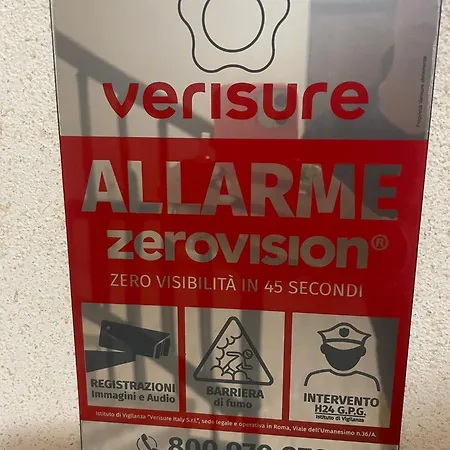 verisure
ALLARME
zerovision®
ZERO VISIBILITÀ IN 45 SECONDI
REGISTRAZIONI
Immagini e Audio
BARRIERA
di fumo
INTERVENTO
H24 G.P.G.
Istituto di Vigilanza
Istituto di Vigilanza "Verisure Italy S.r.l.", sede legale e operativa in Roma, Viale dell'Umanesimo n.36/A.
800